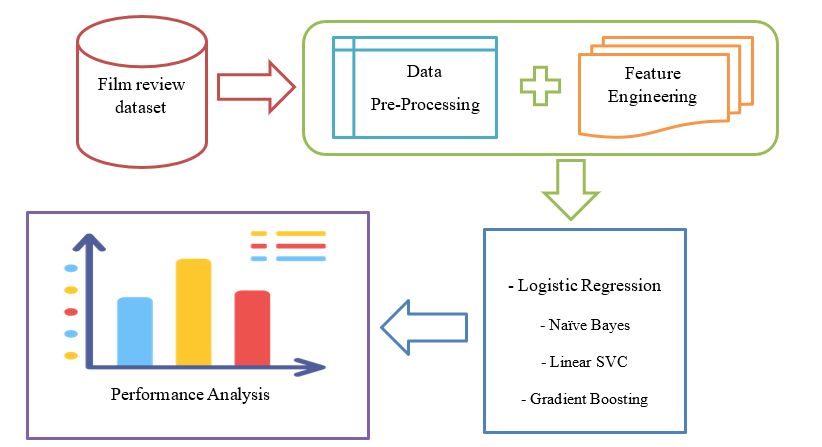 Film review
dataset
Data
Pre-Processing
Feature
Engineering
- Logistic Regression
- Naïve Bayes
- Linear SVC
- Gradient Boosting
Performance Analysis